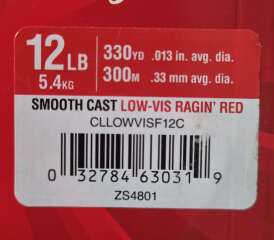 12LB 330YD .013 in. avg. dia.
5.4KG 300M .33 mm avg. dia.
SMOOTH CAST LOW-VIS RAGIN' RED
CLLOWVISF12C
0 32784 63031 9
ZS4801